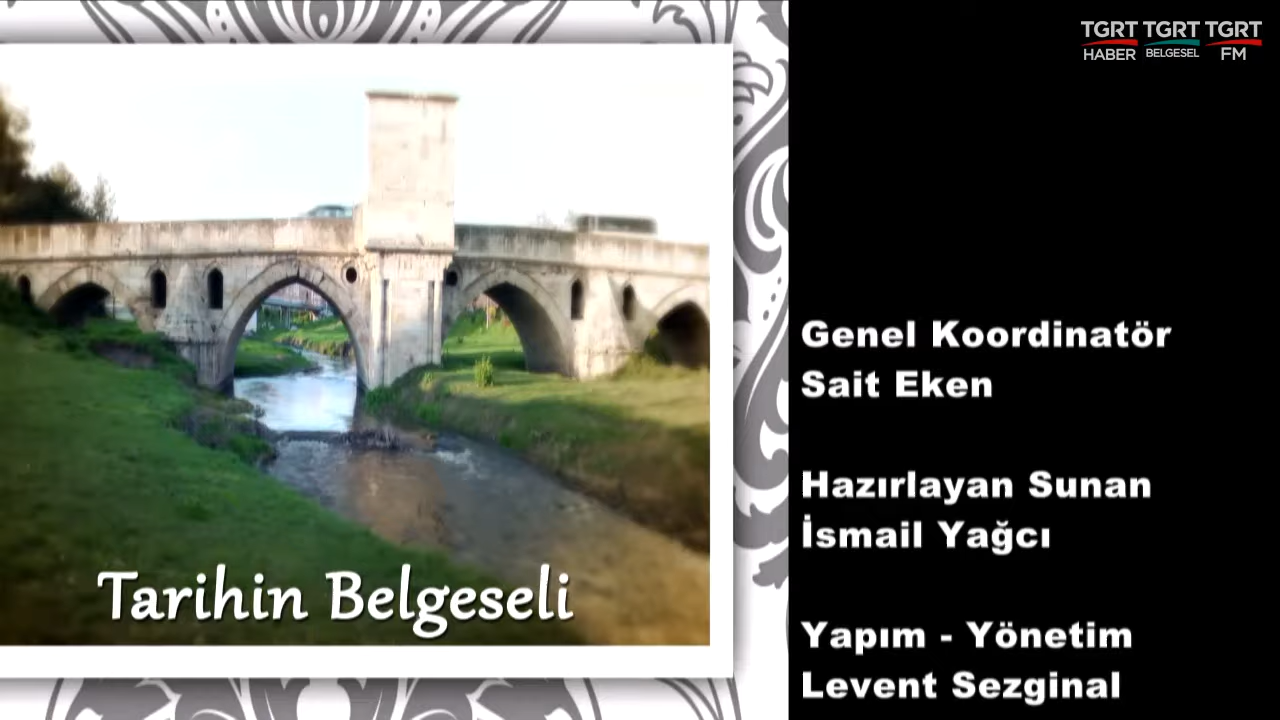 TGRT TGRT TGRT
HABER BELGESEL FM
Genel Koordinatör
Sait Eken
Hazırlayan Sunan
İsmail Yağcı
Yapım - Yönetim
Levent Sezginal
Tarihin Belgeseli